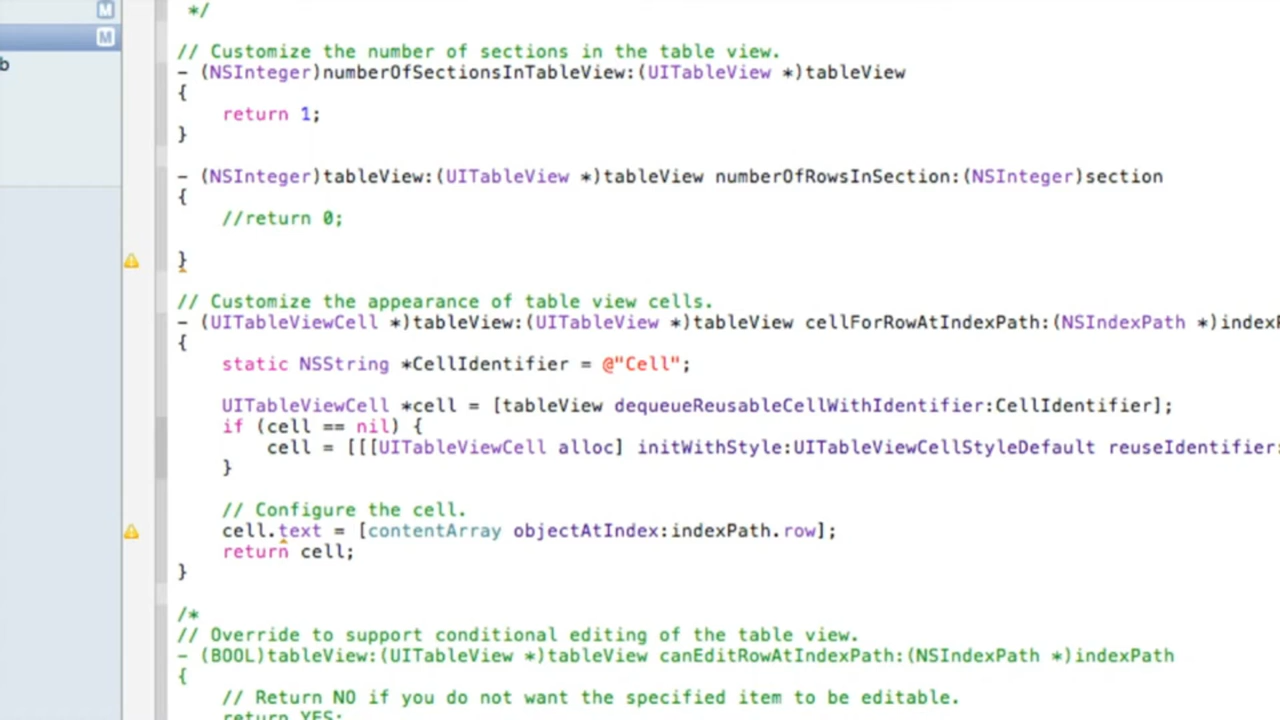 M
*/
M
b
// Customize the number of sections in the table view.
- (NSInteger)numberOfSectionsInTableView:(UITableView *)tableView
{
    return 1;
}
- (NSInteger)tableView:(UITableView *)tableView numberOfRowsInSection:(NSInteger)section
{
    //return 0;
}
// Customize the appearance of table view cells.
- (UITableViewCell *)tableView:(UITableView *)tableView cellForRowAtIndexPath:(NSIndexPath *)indexP
{
    static NSString *CellIdentifier = @"Cell";
    UITableViewCell *cell = [tableView dequeueReusableCellWithIdentifier:CellIdentifier];
    if (cell == nil) {
        cell = [[[UITableViewCell alloc] initWithStyle:UITableViewCellStyleDefault reuseIdentifier:
    }
    // Configure the cell.
    cell.text = [contentArray objectAtIndex:indexPath.row];
    return cell;
}
/*
// Override to support conditional editing of the table view.
- (BOOL)tableView:(UITableView *)tableView canEditRowAtIndexPath:(NSIndexPath *)indexPath
{
    // Return NO if you do not want the specified item to be editable.
    return YES;